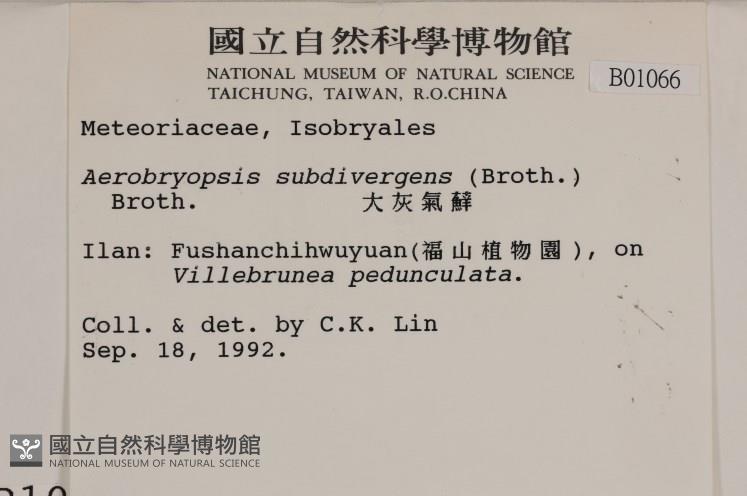 國立自然科學博物館
NATIONAL MUSEUM OF NATURAL SCIENCE
TAICHUNG, TAIWAN, R.O.CHINA
B01066
Meteoriaceae, Isobryales
Aerobryopsis subdivergens (Broth.)
Broth. 大灰氣蘚
Ilan: Fushanchihwuyuan(福山植物園), on
Villebrunea pedunculata.
Coll. & det. by C.K. Lin
Sep. 18, 1992.
國立自然科學博物館
NATIONAL MUSEUM OF NATURAL SCIENCE